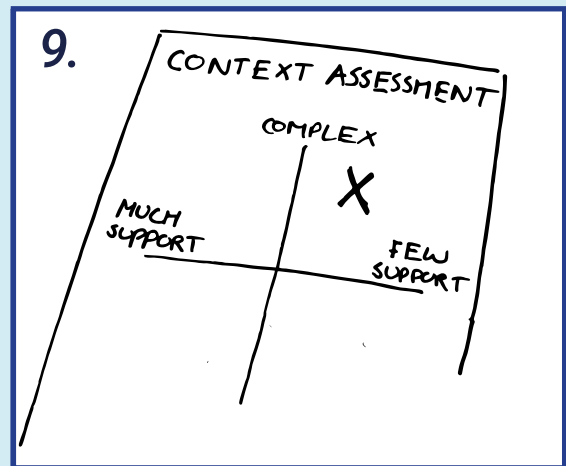 9.
CONTEXT ASSESSMENT
COMPLEX
X
MUCH
SUPPORT
FEW
SUPPORT